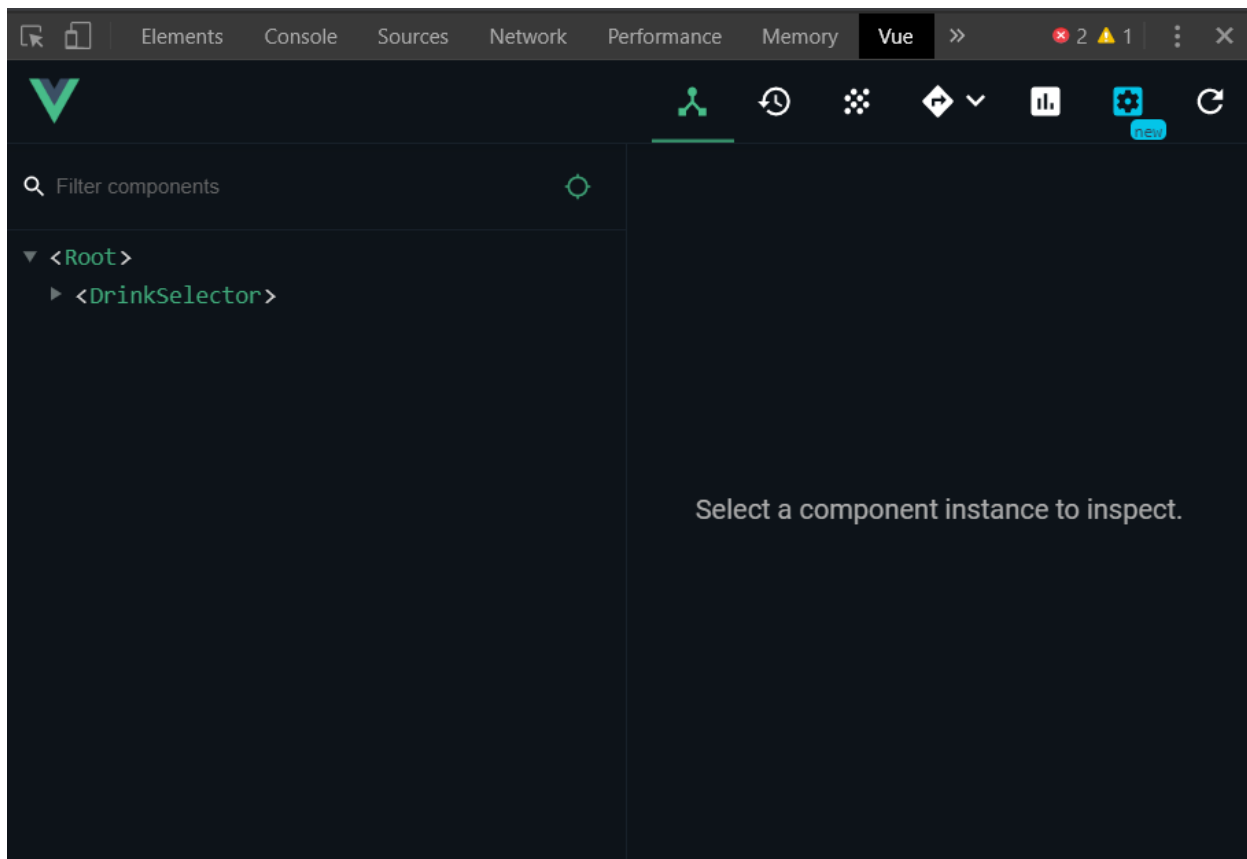 Elements Console Sources Network Performance Memory Vue » 2 1
new
Filter components
<Root>
<DrinkSelector>
Select a component instance to inspect.